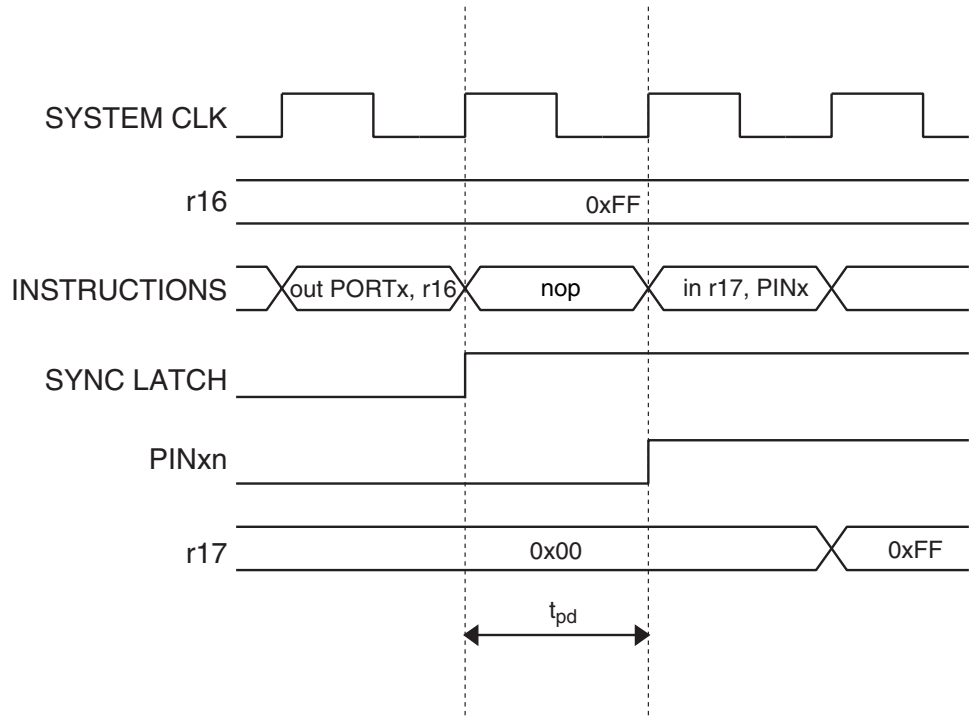 SYSTEM CLK
r16
0xFF
INSTRUCTIONS
out PORTx, r16
nop
in r17, PINx
SYNC LATCH
PINxn
r17
0x00
0xFF
tpd